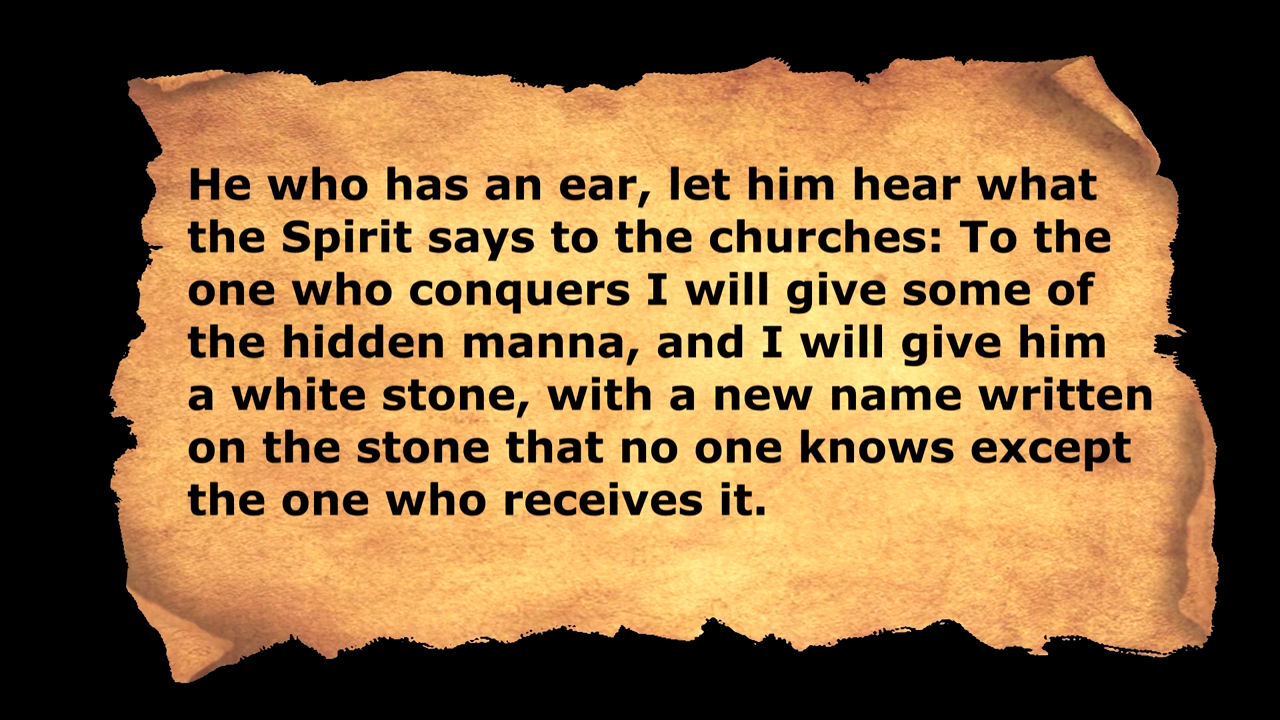 He who has an ear, let him hear what
the Spirit says to the churches: To the
one who conquers I will give some of
the hidden manna, and I will give him
a white stone, with a new name written
on the stone that no one knows except
the one who receives it.